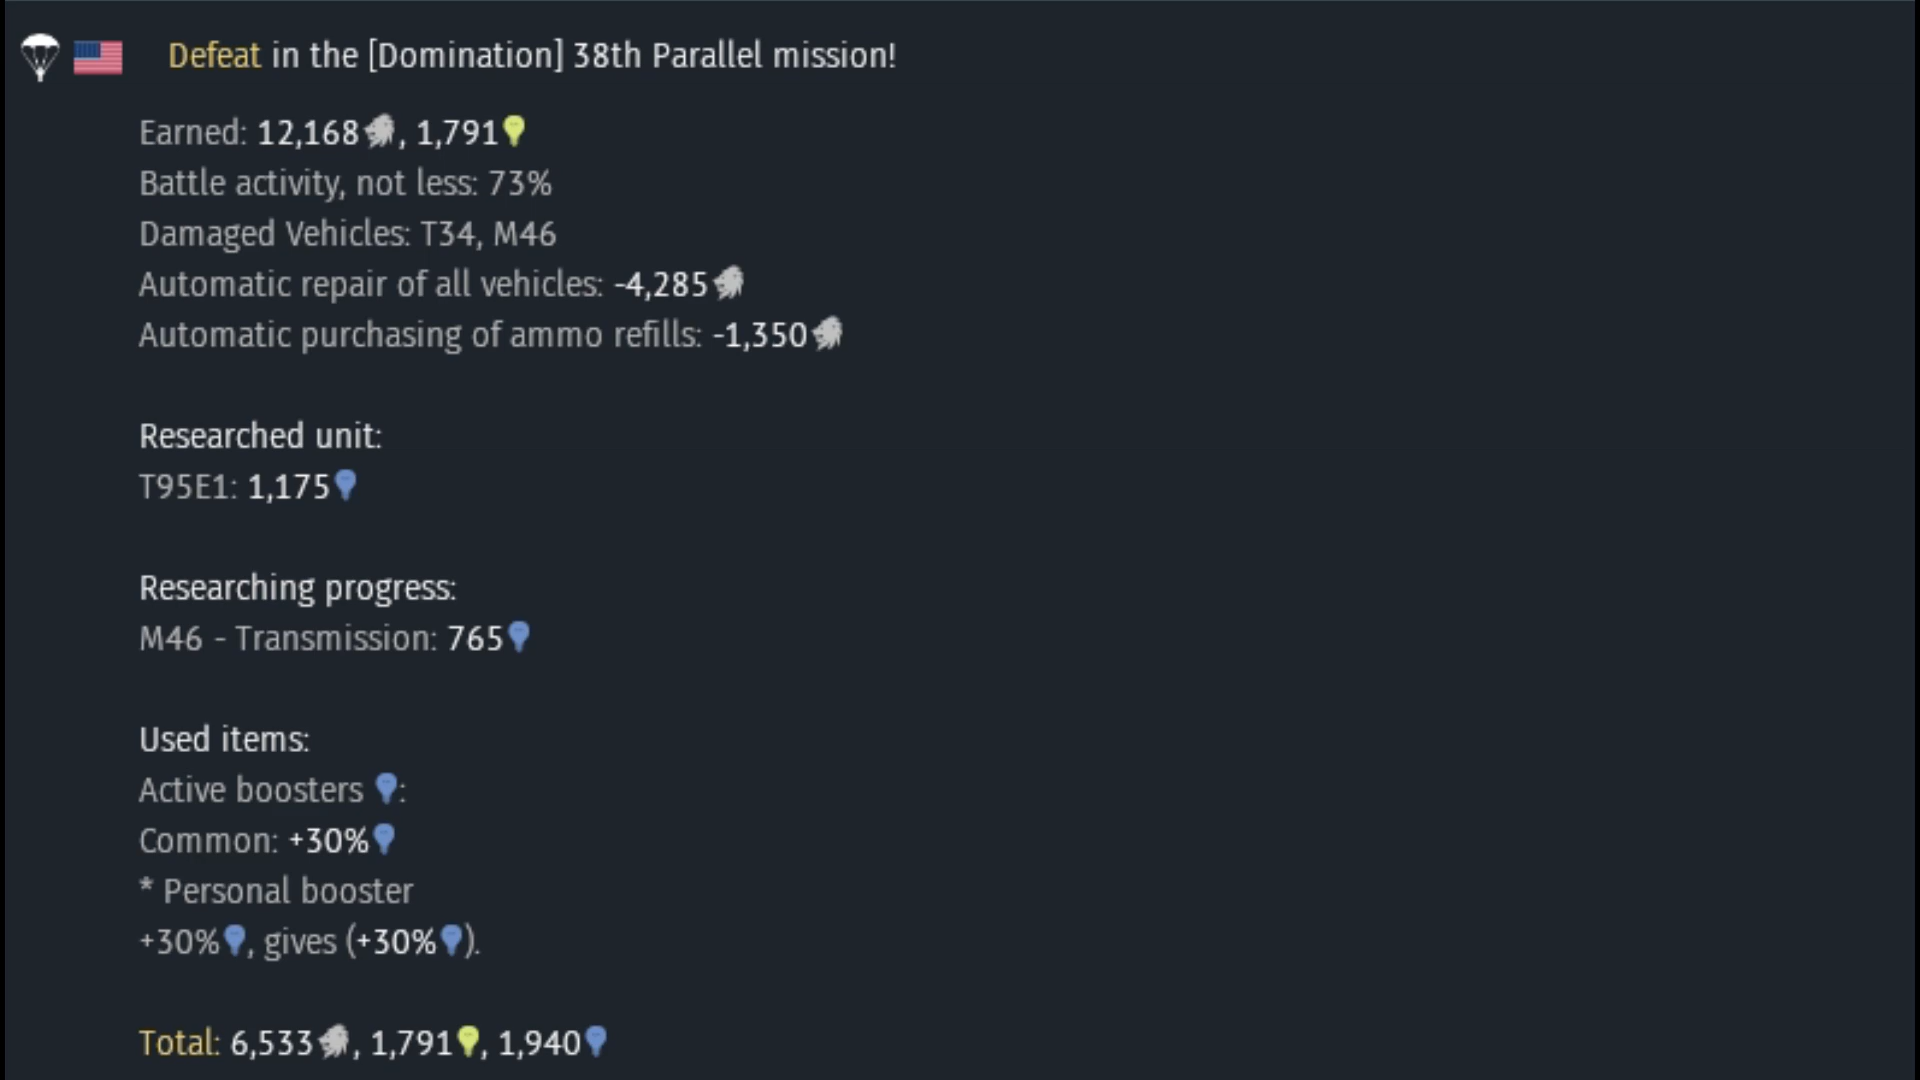 Defeat in the [Domination] 38th Parallel mission!
Earned: 12,168, 1,791
Battle activity, not less: 73%
Damaged Vehicles: T34, M46
Automatic repair of all vehicles: -4,285
Automatic purchasing of ammo refills: -1,350
Researched unit:
T95E1: 1,175
Researching progress:
M46 - Transmission: 765
Used items:
Active boosters :
Common: +30%
* Personal booster
+30%, gives (+30%).
Total: 6,533, 1,791, 1,940